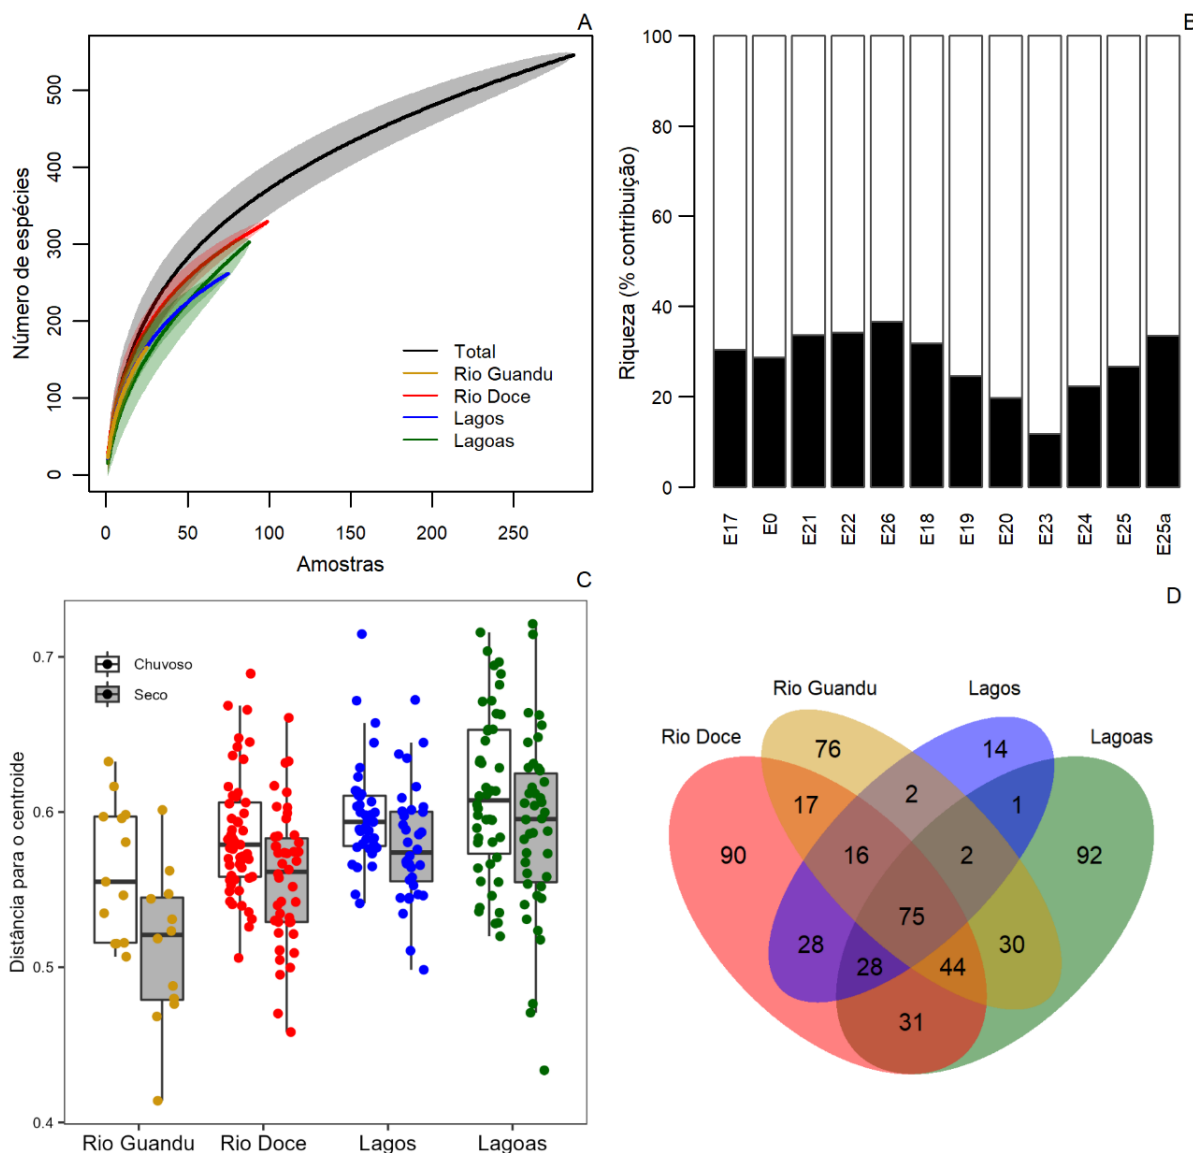 A
Número de espécies
500
400
300
200
100
0
0 50 100 150 200 250
Amostras
Total
Rio Guandu
Rio Doce
Lagos
Lagoas
B
Riqueza (% contribuição)
100
80
60
40
20
0
E17 E0 E21 E22 E26 E18 E19 E20 E23 E24 E25 E25a
C
Distância para o centroide
0.7
0.6
0.5
0.4
Chuvoso
Seco
Rio Guandu Rio Doce Lagos Lagoas
D
Rio Guandu Lagos
Rio Doce Lagoas
76 14
17 2 1
90 16 2 92
75
28 28 44 30
31